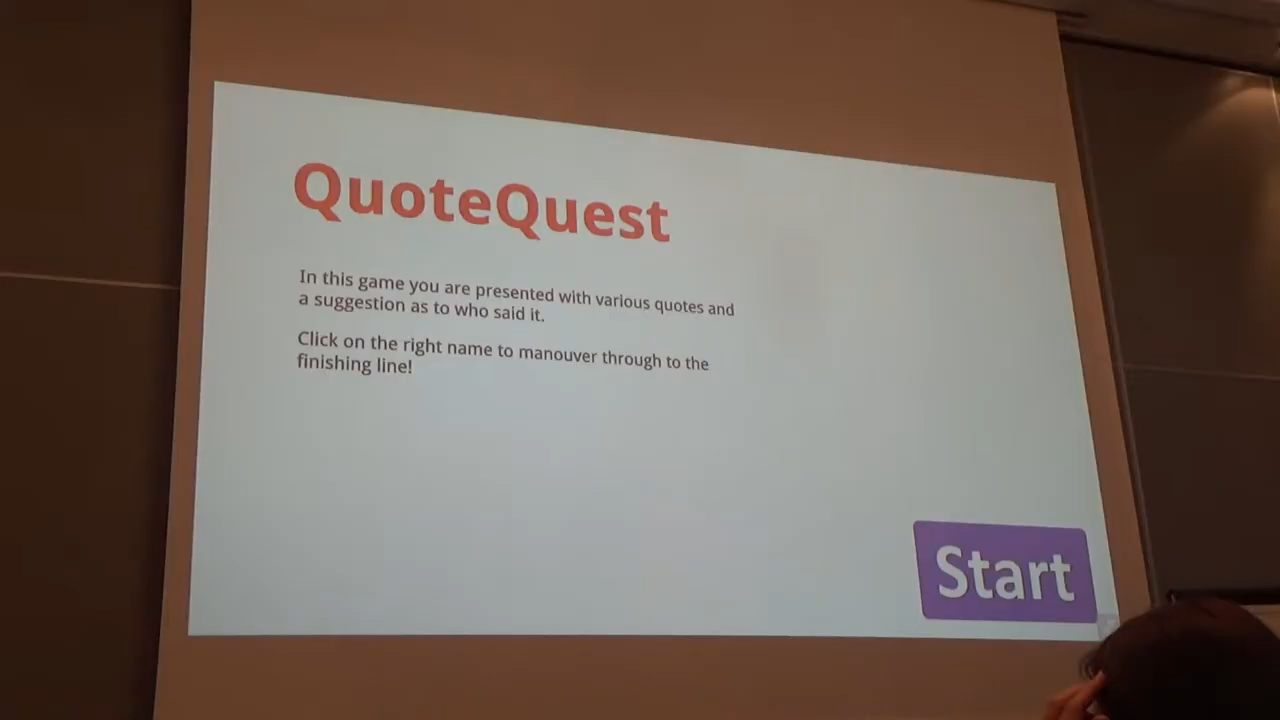 QuoteQuest
In this game you are presented with various quotes and
a suggestion as to who said it.
Click on the right name to manouver through to the
finishing line!
Start